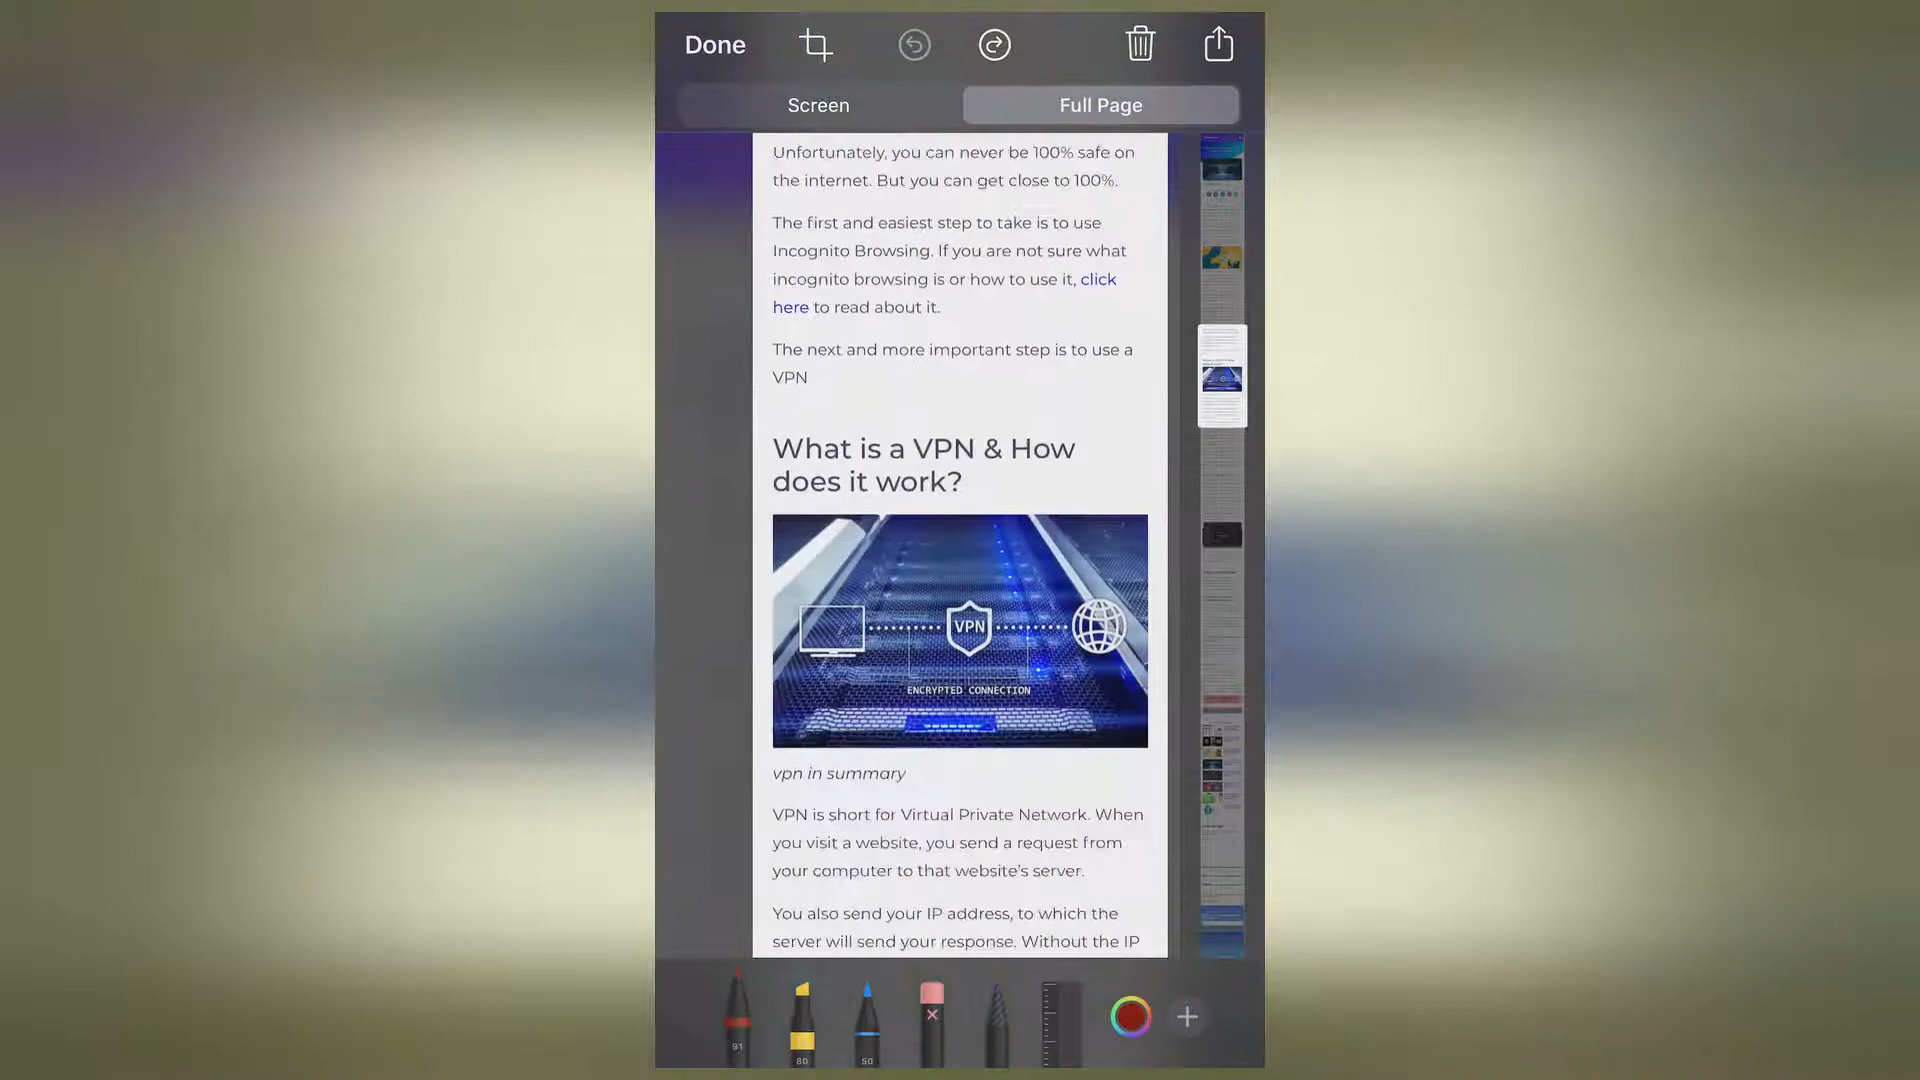 Done
Screen Full Page
Unfortunately, you can never be 100% safe on
the internet. But you can get close to 100%.
The first and easiest step to take is to use
Incognito Browsing. If you are not sure what
incognito browsing is or how to use it, click
here to read about it.
The next and more important step is to use a
VPN
What is a VPN & How
does it work?
VPN
ENCRYPTED CONNECTION
vpn in summary
VPN is short for Virtual Private Network. When
you visit a website, you send a request from
your computer to that website's server.
You also send your IP address, to which the
server will send your response. Without the IP
91
80
50